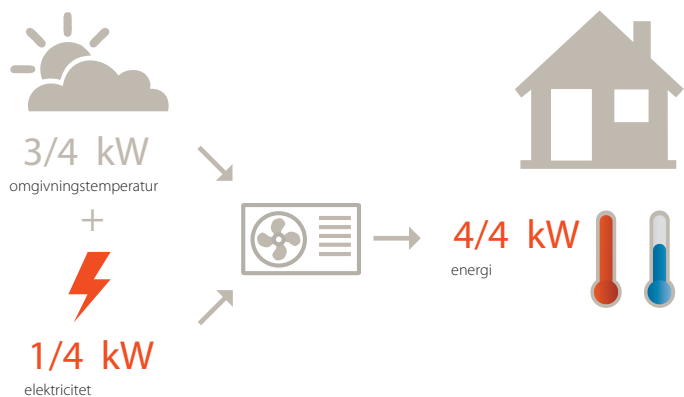 3/4 kW
omgivningstemperatur
+
1/4 kW
elektricitet
4/4 kW
energi